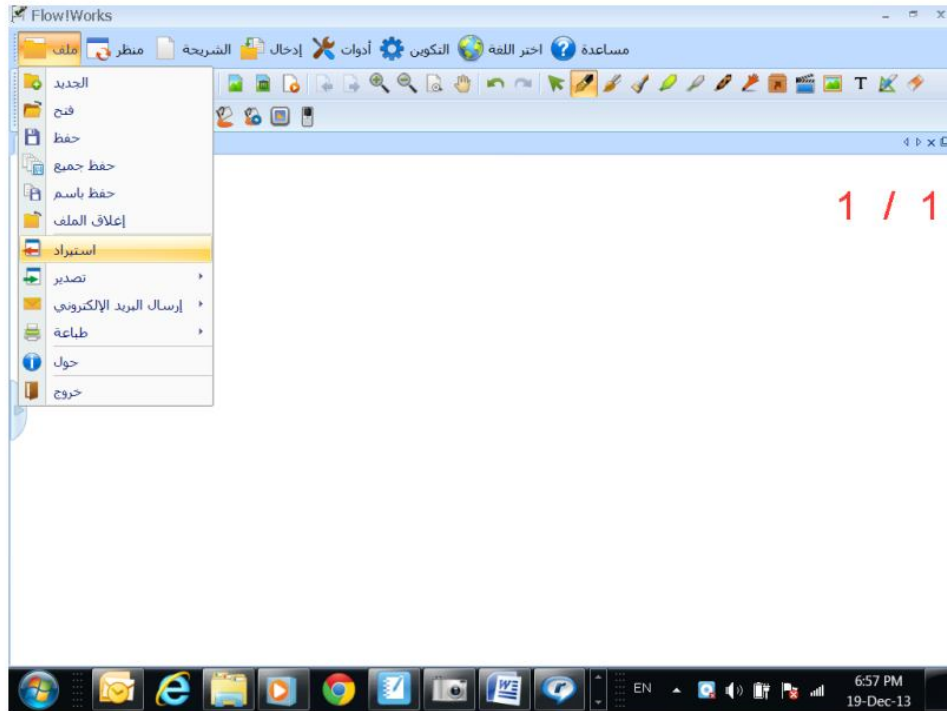 Flow!Works
ملف منظر الشريحة إدخال أدوات التكوين اختر اللغة مساعدة
T
الجديد
فتح
حفظ
حفظ جميع
حفظ باسم
إغلاق الملف
استيراد
تصدير
إرسال البريد الإلكتروني
طباعة
حول
خروج
1 / 1
EN
6:57 PM
19-Dec-13